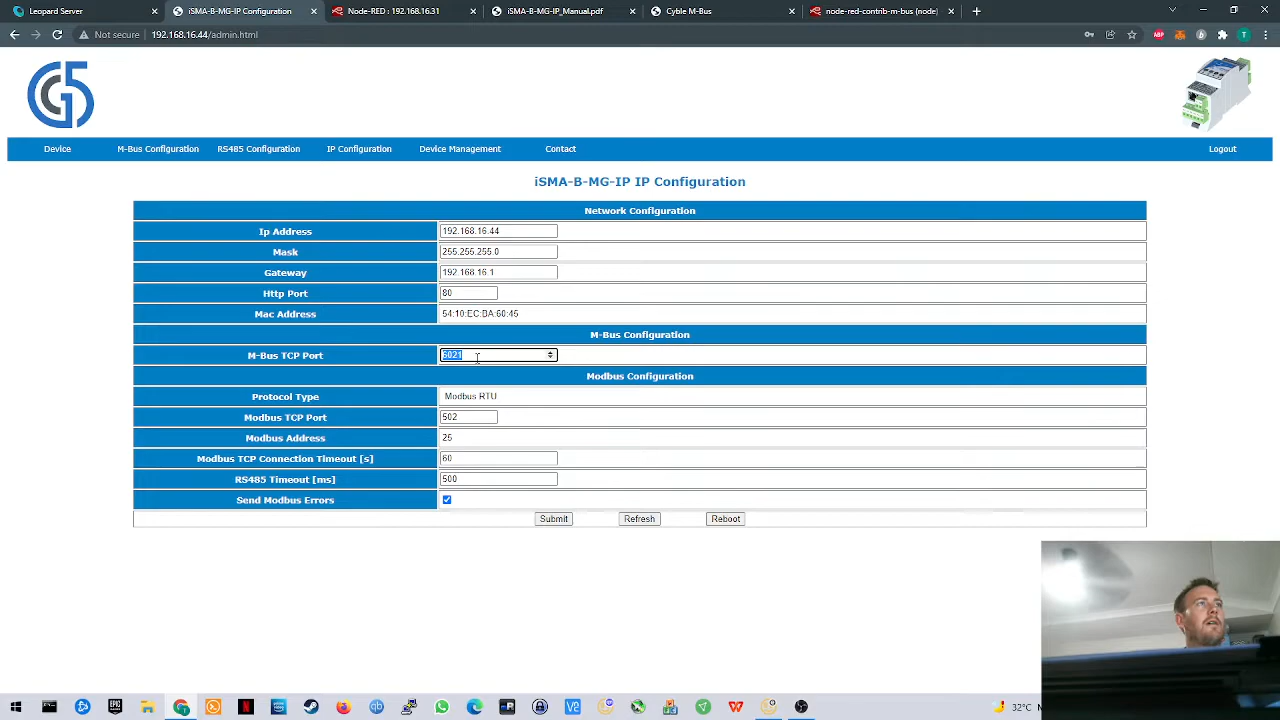 Leopard Server
iSMA-B-MG-IP Configuration
Node-RED : 192.168.16.31
iSMA-B-MG-IP_Manual.pdf
Cyble M-Bus
node-red-contrib-m-bus (node)
Not secure
192.168.16.44/admin.html
ABP
T
G5
Device
M-Bus Configuration
RS485 Configuration
IP Configuration
Device Management
Contact
Logout
iSMA-B-MG-IP IP Configuration
Network Configuration
Ip Address
192.168.16.44
Mask
255.255.255.0
Gateway
192.168.16.1
Http Port
80
Mac Address
54:10:EC:DA:60:45
M-Bus Configuration
M-Bus TCP Port
6021
Modbus Configuration
Protocol Type
Modbus RTU
Modbus TCP Port
502
Modbus Address
25
Modbus TCP Connection Timeout [s]
60
RS485 Timeout [ms]
500
Send Modbus Errors
Submit
Refresh
Reboot
32°C